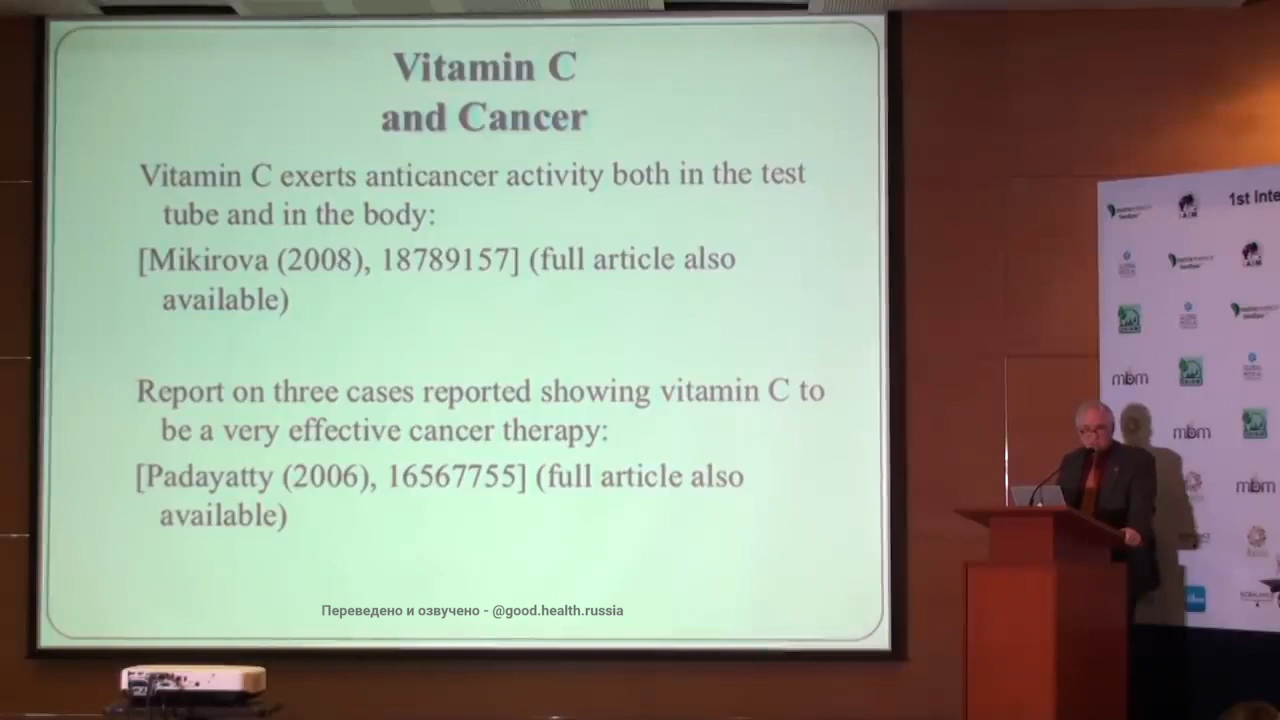 Vitamin C
and Cancer
Vitamin C exerts anticancer activity both in the test
tube and in the body:
[Mikirova (2008), 18789157] (full article also
available)
Report on three cases reported showing vitamin C to
be a very effective cancer therapy:
[Padayatty (2006), 16567755] (full article also
available)
Переведено и озвучено - @good.health.russia
1st Inte
mbm
mbm
mbm